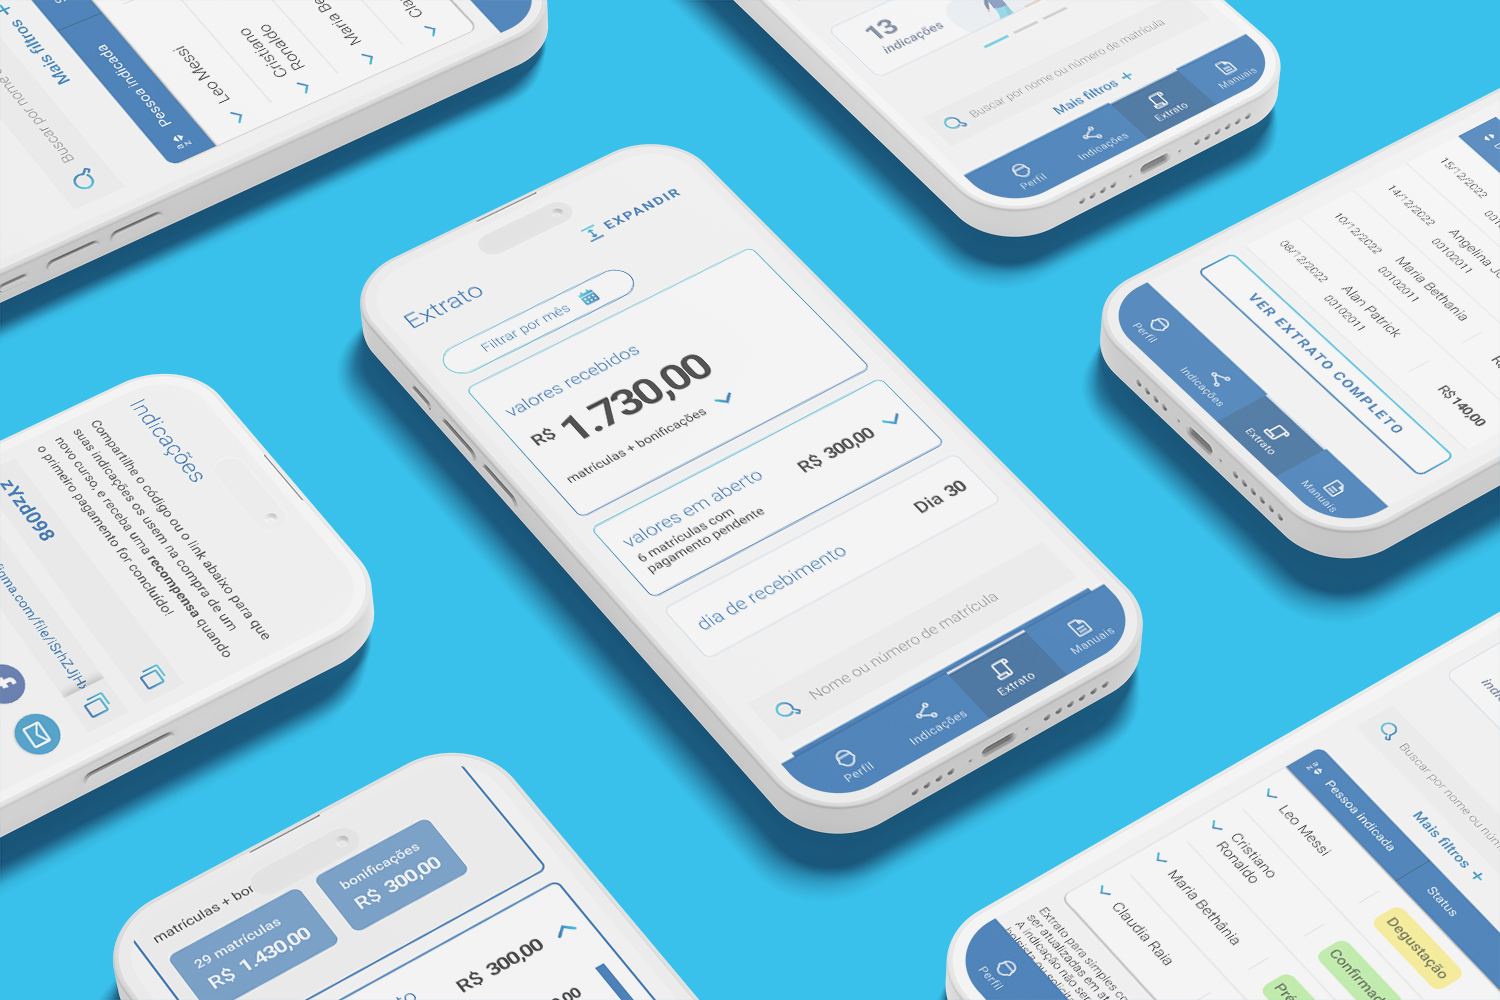 Mais filtros +
Buscar por nome
Pessoa indicada
Leo Messi
Cristiano
Ronaldo
Maria Be
Cla
13
indicações
Buscar por nome ou número de matrícula
Mais filtros +
Perfil
Indicações
Extrato
Manuais
EXPANDIR
Extrato
Filtrar por mês
valores recebidos
R$ 1.730,00
matrículas + bonificações
valores em aberto
6 matrículas com
pagamento pendente
R$ 300,00
dia de recebimento
Dia 30
Nome ou número de matrícula
Perfil
Indicações
Extrato
Manuais
15/12/2022
14/12/2022
Angelina Jo
00102011
10/12/2022
Maria Bethania
00102011
08/12/2022
Alan Patrick
00102011
R$140,00
VER EXTRATO COMPLETO
Perfil
Indicações
Extrato
Manuais
Indicações
Compartilhe o código ou o link abaixo para que
suas indicações os usem na compra de um
novo curso, e receba uma recompensa quando
o primeiro pagamento for concluído!
zYzd098
igma.com/file/iSrhZJjH
matrículas + bon
29 matrículas
R$ 1.430,00
bonificações
R$ 300,00
R$ 300,00
Buscar por nome ou núm
Mais filtros +
Pessoa indicada
Status
Leo Messi
Degustação
Cristiano
Ronaldo
Confirmad
Maria Bethânia
Pré
Claudia Raia
Extrato para simples co
ser atualizadas em at
A indicação não ser
Perfil